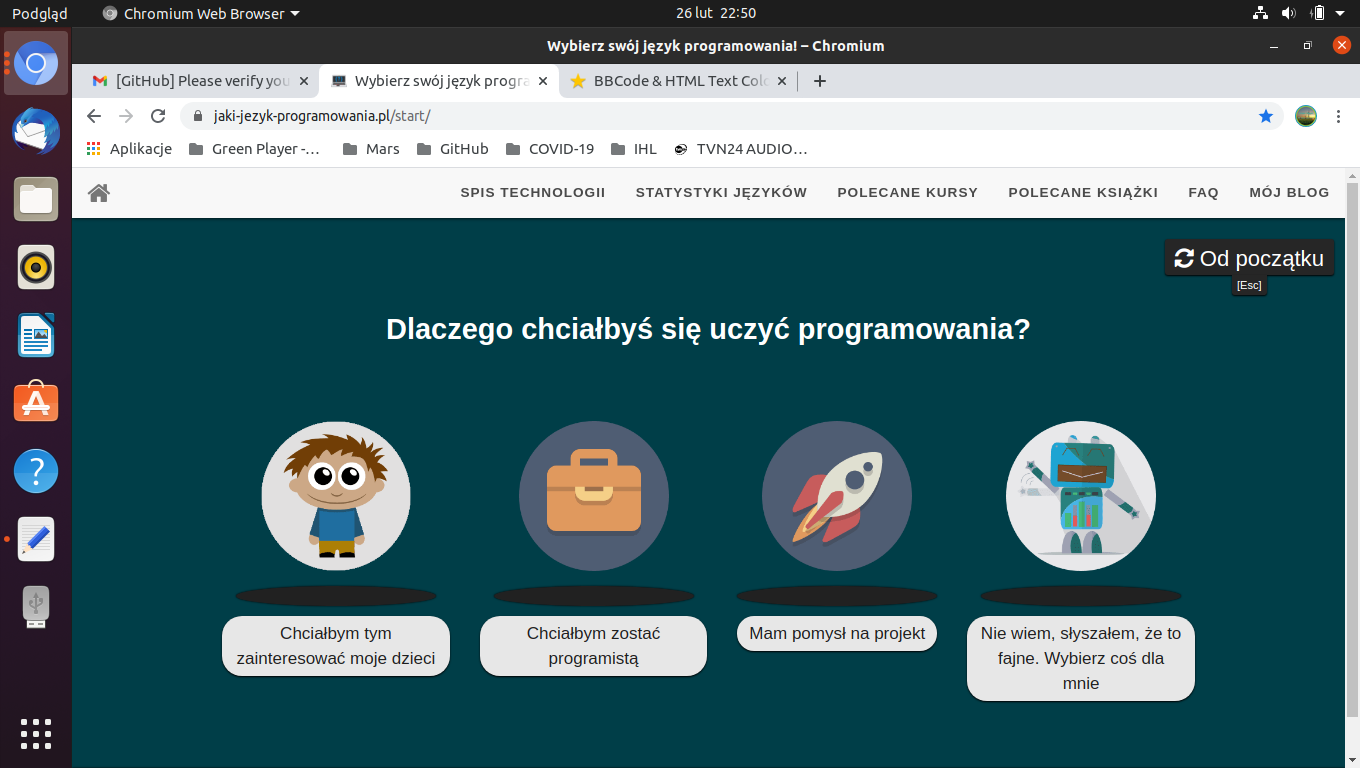 Podgląd
Chromium Web Browser
26 lut 22:50
Wybierz swój język programowania! – Chromium
[GitHub] Please verify you
Wybierz swój język progra
BBCode & HTML Text Colo
jaki-jezyk-programowania.pl/start/
Aplikacje
Green Player -…
Mars
GitHub
COVID-19
IHL
TVN24 AUDIO…
SPIS TECHNOLOGII
STATYSTYKI JĘZYKÓW
POLECANE KURSY
POLECANE KSIĄŻKI
FAQ
MÓJ BLOG
Od początku
[Esc]
Dlaczego chciałbyś się uczyć programowania?
Chciałbym tym
zainteresować moje dzieci
Chciałbym zostać
programistą
Mam pomysł na projekt
Nie wiem, słyszałem, że to
fajne. Wybierz coś dla
mnie